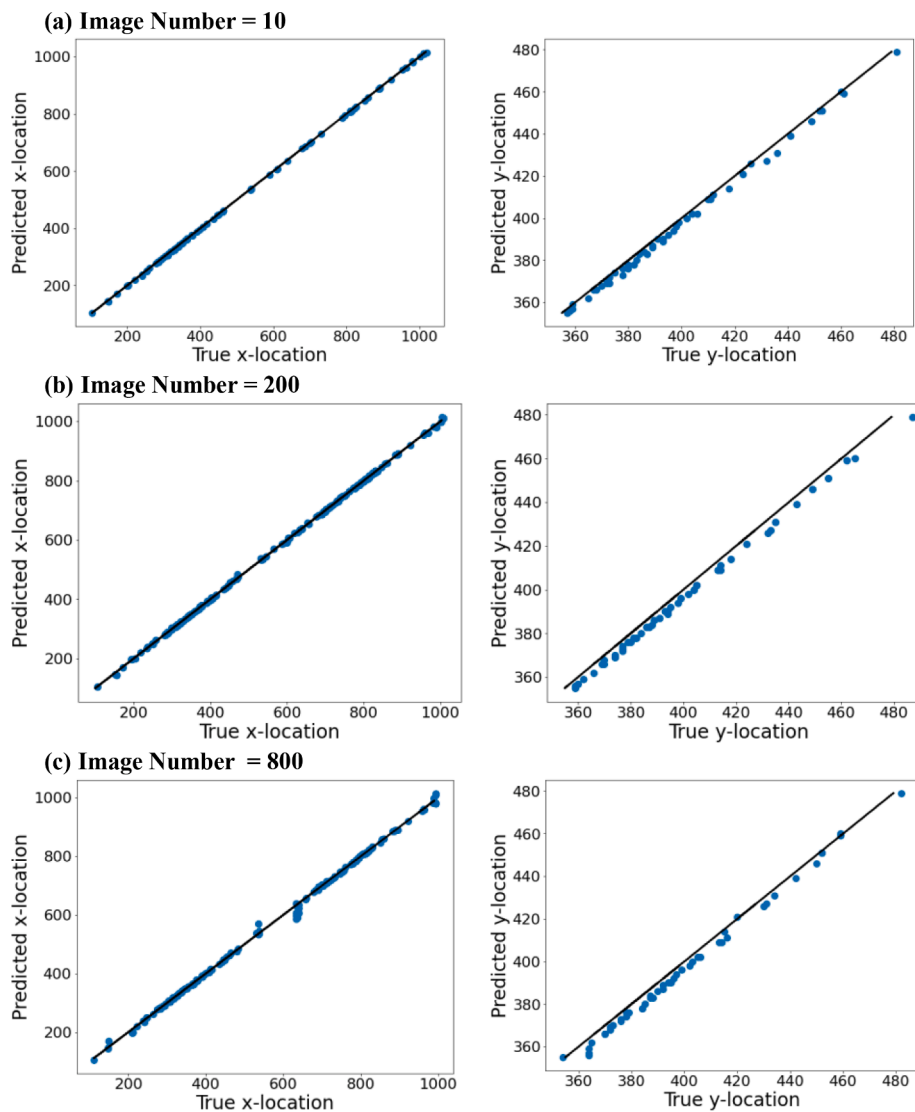 (a) Image Number = 10
1000
800
600
400
200
Predicted x-location
200 400 600 800 1000
True x-location
480
460
440
420
400
380
360
Predicted y-location
360 380 400 420 440 460 480
True y-location
(b) Image Number = 200
1000
800
600
400
200
Predicted x-location
200 400 600 800 1000
True x-location
480
460
440
420
400
380
360
Predicted y-location
360 380 400 420 440 460 480
True y-location
(c) Image Number = 800
1000
800
600
400
200
Predicted x-location
200 400 600 800 1000
True x-location
480
460
440
420
400
380
360
Predicted y-location
360 380 400 420 440 460 480
True y-location